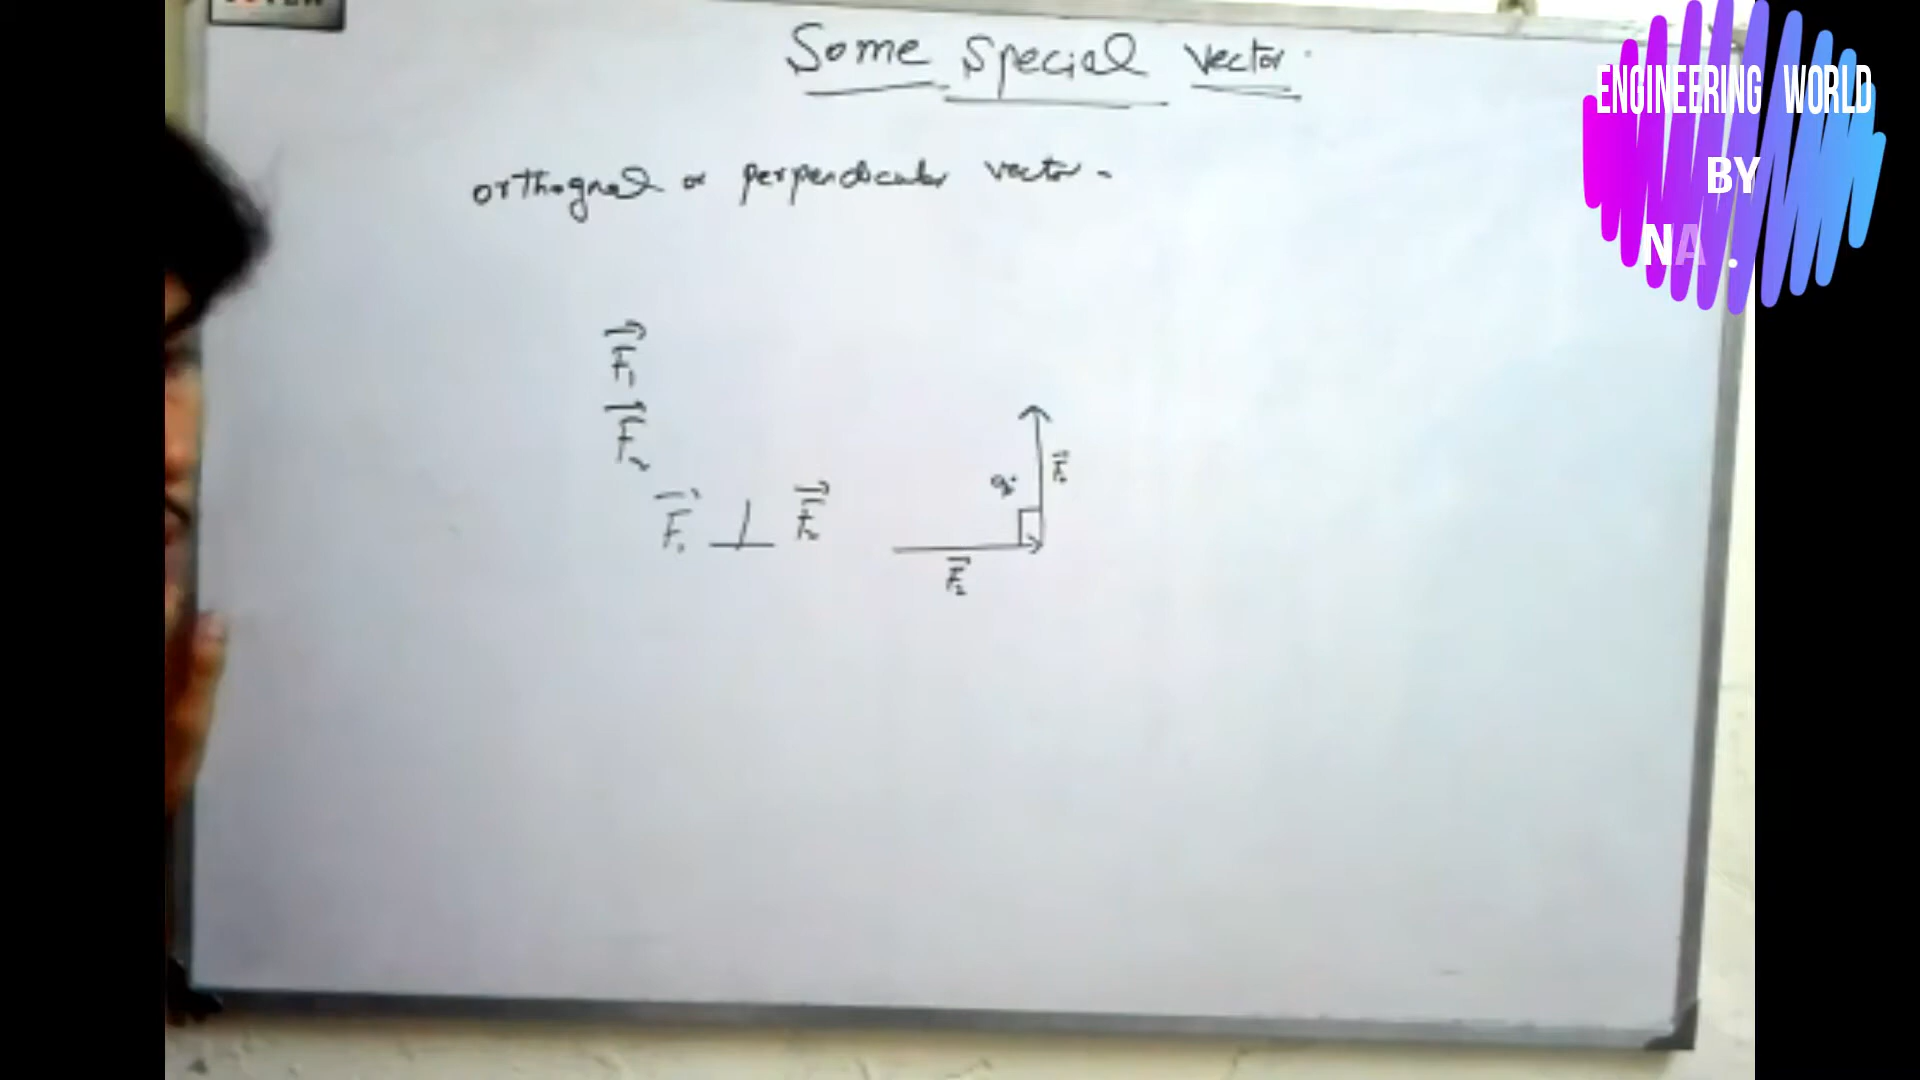 Some Special Vector.
orthognal or perpendicular vector.
F₁
F₂
F₁ ⊥ F₂
90°
F₁
F₂
ENGINEERING WORLD
BY
NA .